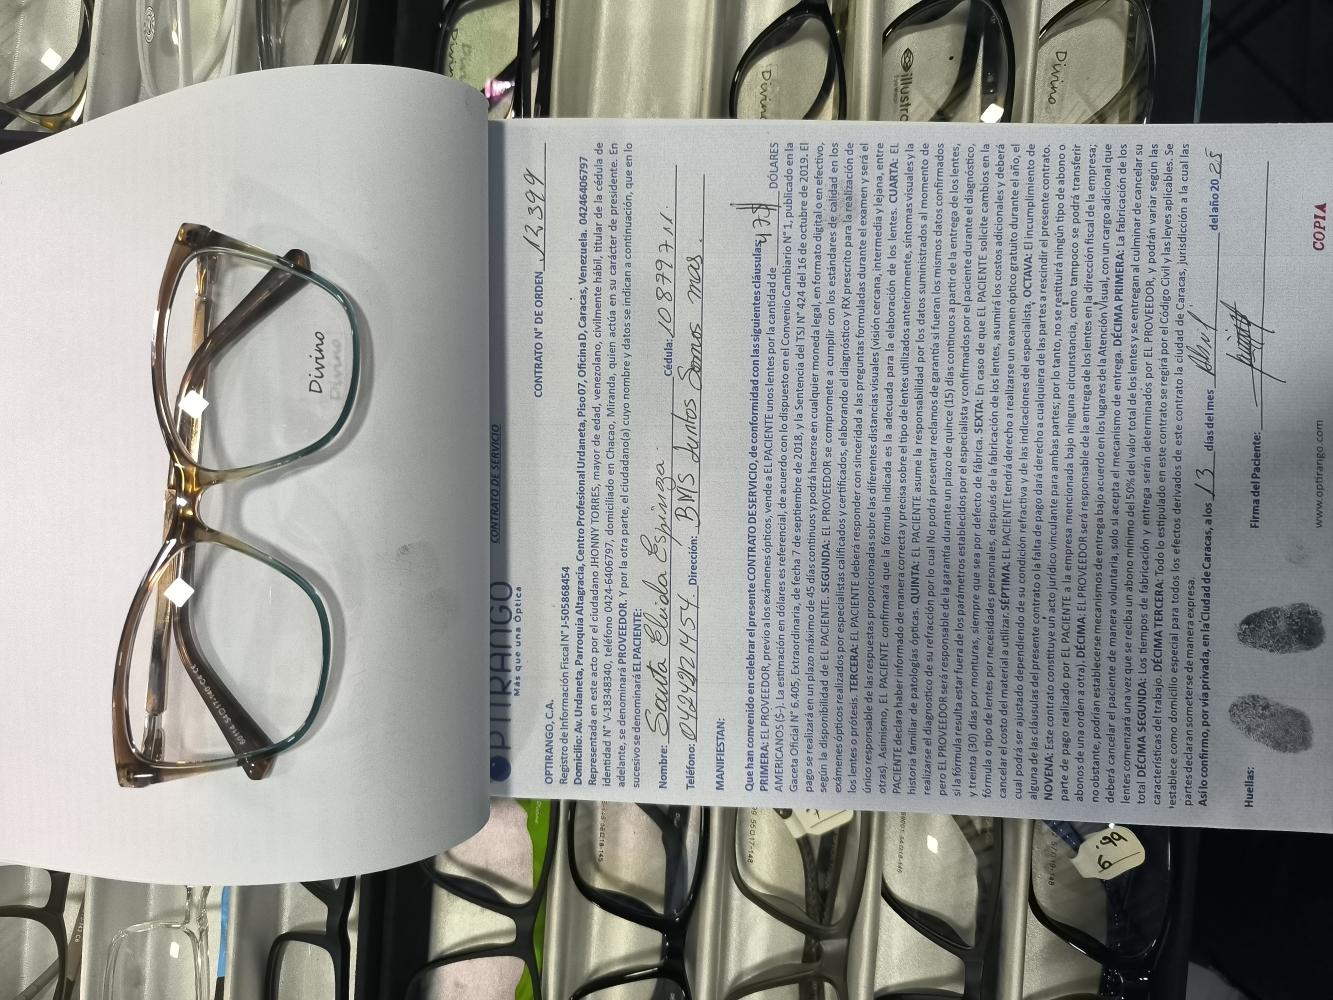 OPTIRANGO
Más que una Óptica
CONTRATO DE SERVICIO
CONTRATO N° DE ORDEN 13399
OPTIRANGO, C.A.
Registro de Información Fiscal N° J-505868454
Domicilio: Av. Urdaneta, Parroquia Altagracia, Centro Profesional Urdaneta, Piso 07, Oficina D, Caracas, Venezuela. 04246406797
Representada en este acto por el ciudadano JHONNY TORRES, mayor de edad, venezolano, civilmente hábil, titular de la cédula de
identidad N° V-18348340, teléfono 0424-6406797, domiciliado en Chacao, Miranda, quien actúa en su carácter de presidente. En
adelante, se denominará PROVEEDOR. Y por la otra parte, el ciudadano(a) cuyo nombre y datos se indican a continuación, que en lo
sucesivo se denominará EL PACIENTE:
Nombre: Elida Espinoza Cédula: 10879711.
Teléfono: 04242421454 Dirección: BMS Juntos Somos mas.
MANIFIESTAN:
Que han convenido en celebrar el presente CONTRATO DE SERVICIO, de conformidad con las siguientes cláusulas:
PRIMERA: El PROVEEDOR, previo a los exámenes ópticos, vende a EL PACIENTE unos lentes por la cantidad de 47$ DÓLARES
AMERICANOS ($-). La estimación en dólares es referencial, de acuerdo con lo dispuesto en el Convenio Cambiario N° 1, publicado en la
Gaceta Oficial N° 6.405, Extraordinaria, de fecha 7 de septiembre de 2018, y la Sentencia del TSJ N° 424 del 16 de octubre de 2019. El
pago se realizará en un plazo máximo de 45 días continuos y podrá hacerse en cualquier moneda legal, en formato digital o en efectivo,
según la disponibilidad de EL PACIENTE. SEGUNDA: EL PROVEEDOR se compromete a cumplir con los estándares de calidad en los
exámenes ópticos realizados por especialistas calificados y certificados, elaborando el diagnóstico y RX prescrito para la realización de
los lentes o prótesis. TERCERA: EL PACIENTE deberá responder con sinceridad a las preguntas formuladas durante el examen y será el
único responsable de las respuestas proporcionadas sobre las diferentes distancias visuales (visión cercana, intermedia y lejana, entre
otras). Asimismo, EL PACIENTE confirmará que la fórmula indicada es la adecuada para la elaboración de los lentes. CUARTA: EL
PACIENTE declara haber informado de manera correcta y precisa sobre el tipo de lentes utilizados anteriormente, síntomas visuales y la
historia familiar de patologías ópticas. QUINTA: EL PACIENTE asume la responsabilidad por los datos suministrados al momento de
realizarse el diagnóstico de su refracción por lo cual No podrá presentar reclamos de garantía si fueran los mismos datos confirmados
pero EL PROVEEDOR será responsable de la garantía durante un plazo de quince (15) días continuos a partir de la entrega de los lentes,
si la fórmula resulta estar fuera de los parámetros establecidos por el especialista y confirmados por el paciente durante el diagnóstico,
y treinta (30) días por monturas, siempre que sea por defecto de fábrica. SEXTA: En caso de que EL PACIENTE solicite cambios en la
fórmula o tipo de lentes por necesidades personales, después de la fabricación de los lentes, asumirá los costos adicionales y deberá
cancelar el costo del material a utilizar. SÉPTIMA: EL PACIENTE tendrá derecho a realizarse un examen óptico gratuito durante el año, el
cual podrá ser ajustado dependiendo de su condición refractiva y de las indicaciones del especialista. OCTAVA: El incumplimiento de
alguna de las cláusulas del presente contrato o la falta de pago dará derecho a cualquiera de las partes a rescindir el presente contrato.
NOVENA: Este contrato constituye un acto jurídico vinculante para ambas partes; por lo tanto, no se restituirá ningún tipo de abono o
parte de pago realizado por EL PACIENTE a la empresa mencionada bajo ninguna circunstancia, como tampoco se podrá transferir
abonos de una orden a otra). DÉCIMA: EL PROVEEDOR será responsable de la entrega de los lentes en la dirección fiscal de la empresa;
no obstante, podrían establecerse mecanismos de entrega bajo acuerdo en los lugares de la Atención Visual, con un cargo adicional que
deberá cancelar el paciente de manera voluntaria, solo si acepta el mecanismo de entrega. DÉCIMA PRIMERA: La fabricación de los
lentes comenzará una vez que se reciba un abono mínimo del 50% del valor total de los lentes y se entregan al culminar de cancelar su
total DÉCIMA SEGUNDA: Los tiempos de fabricación y entrega serán determinados por EL PROVEEDOR, y podrán variar según las
características del trabajo. DÉCIMA TERCERA: Todo lo estipulado en este contrato se regirá por el Código Civil y las leyes aplicables. Se
establece como domicilio especial para todos los efectos derivados de este contrato la ciudad de Caracas, jurisdicción a la cual las
partes declaran someterse de manera expresa.
Así lo confirmo, por vía privada, en la Ciudad de Caracas, a los 13 días del mes Abril del año 2025
Huellas:
Firma del Paciente:
www.optirango.com
COPIA
Divino
Divino
Divino
illustro
Divino